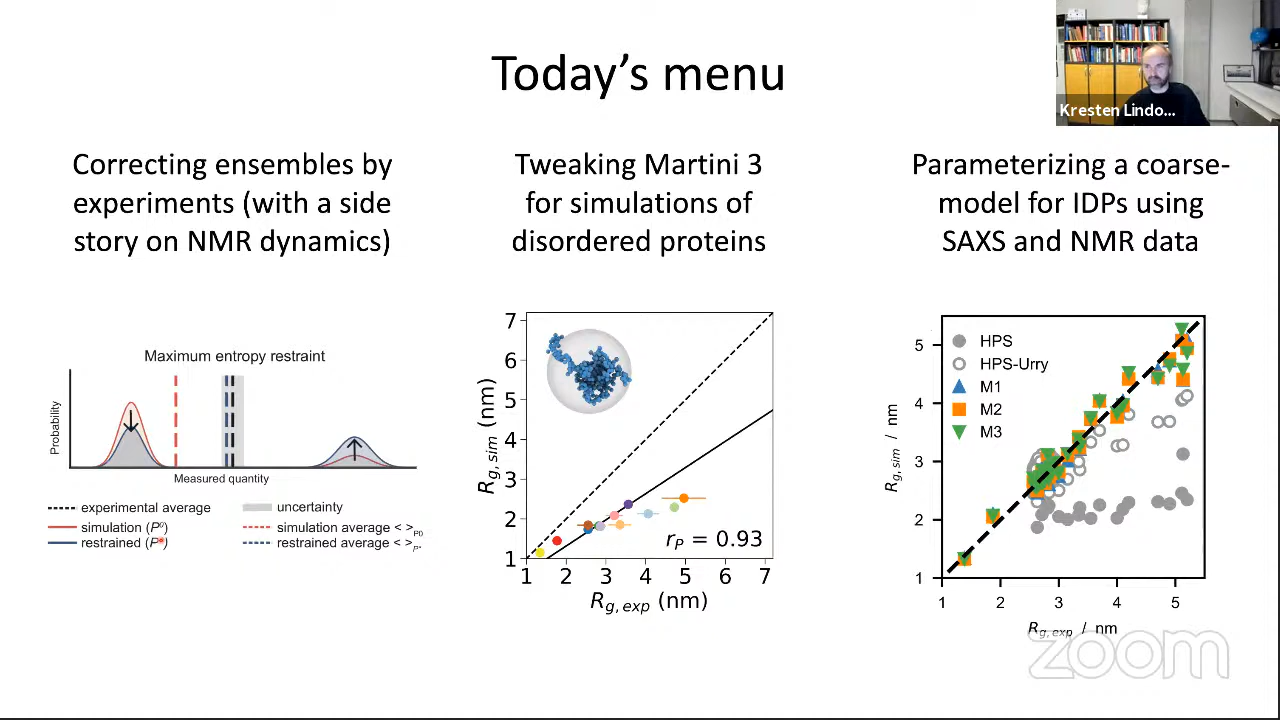 Today's menu
Kresten Lindo...
Correcting ensembles by
experiments (with a side
story on NMR dynamics)
Tweaking Martini 3
for simulations of
disordered proteins
Parameterizing a coarse-
model for IDPs using
SAXS and NMR data
Maximum entropy restraint
Probability
Measured quantity
experimental average
uncertainty
simulation (P⁰)
simulation average < >P0
restrained (P
restrained average < >P*
7
6
5
4
3
2
1
Rg, sim (nm)
rP = 0.93
1 2 3 4 5 6 7
Rg, exp (nm)
HPS
HPS-Urry
M1
M2
M3
5
4
3
2
1
Rg, sim / nm
1 2 3 4 5
Rg, exp / nm
zoom